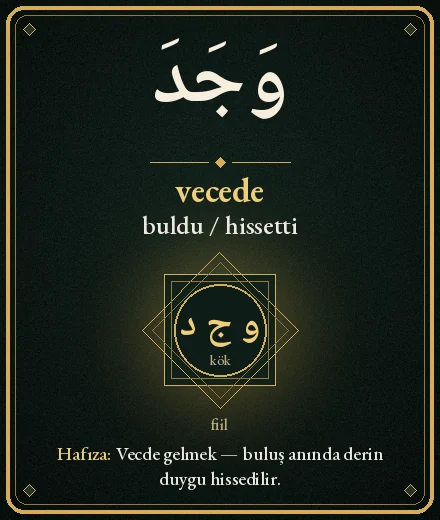 وَجَدَ
vecede
buldu / hissetti
و ج د
kök
fiil
Hafıza: Vecde gelmek — buluş anında derin
duygu hissedilir.